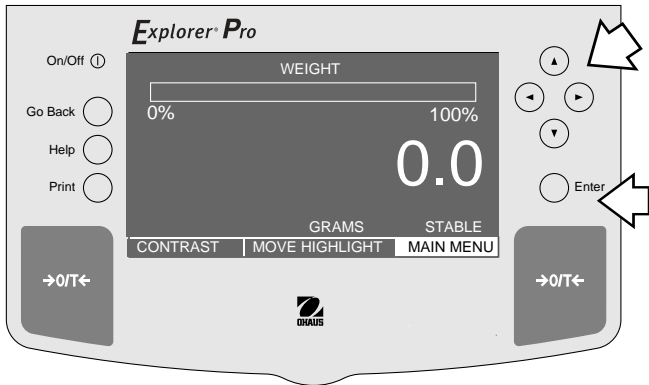 Explorer® Pro
On/Off
WEIGHT
Go Back
0% 100%
Help
0.0
Print
Enter
GRAMS STABLE
CONTRAST MOVE HIGHLIGHT MAIN MENU
→0/T← →0/T←
OHAUS